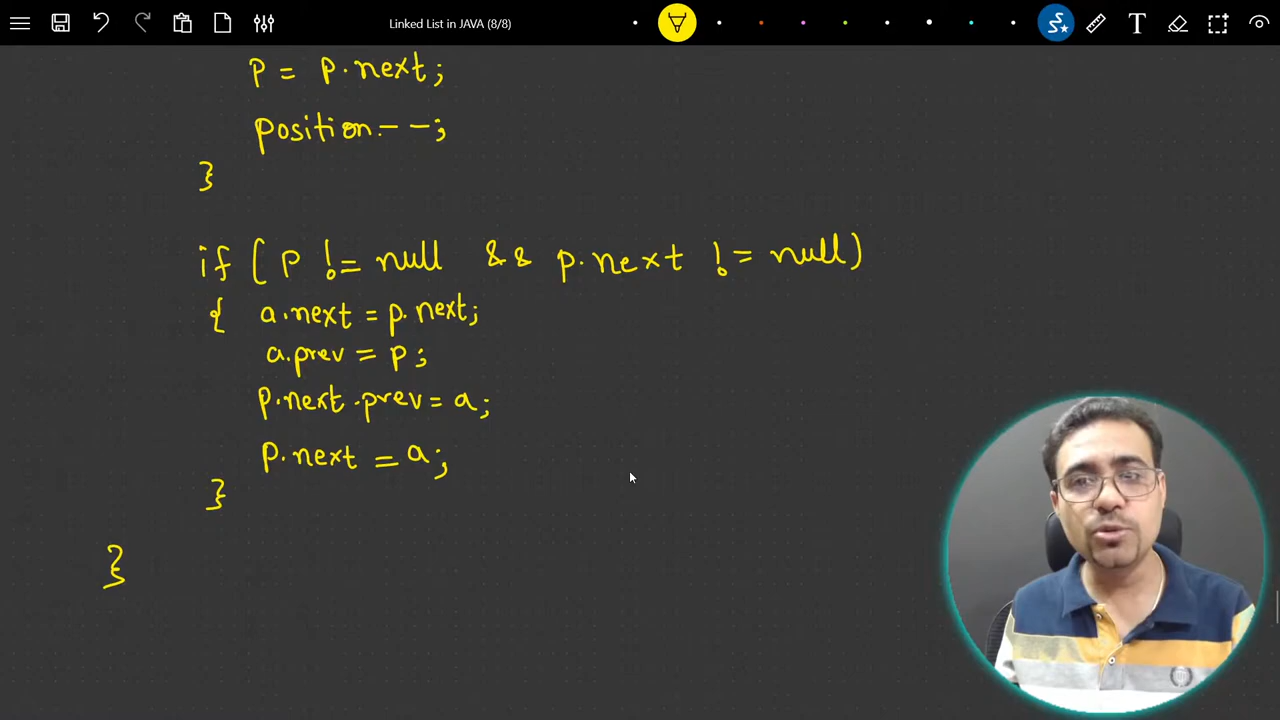 Linked List in JAVA (8/8)
T
p = p.next;
position--;
}
if ( p != null && p.next != null)
{ a.next = p.next;
a.prev = p;
p.next.prev = a;
p.next = a;
}
}